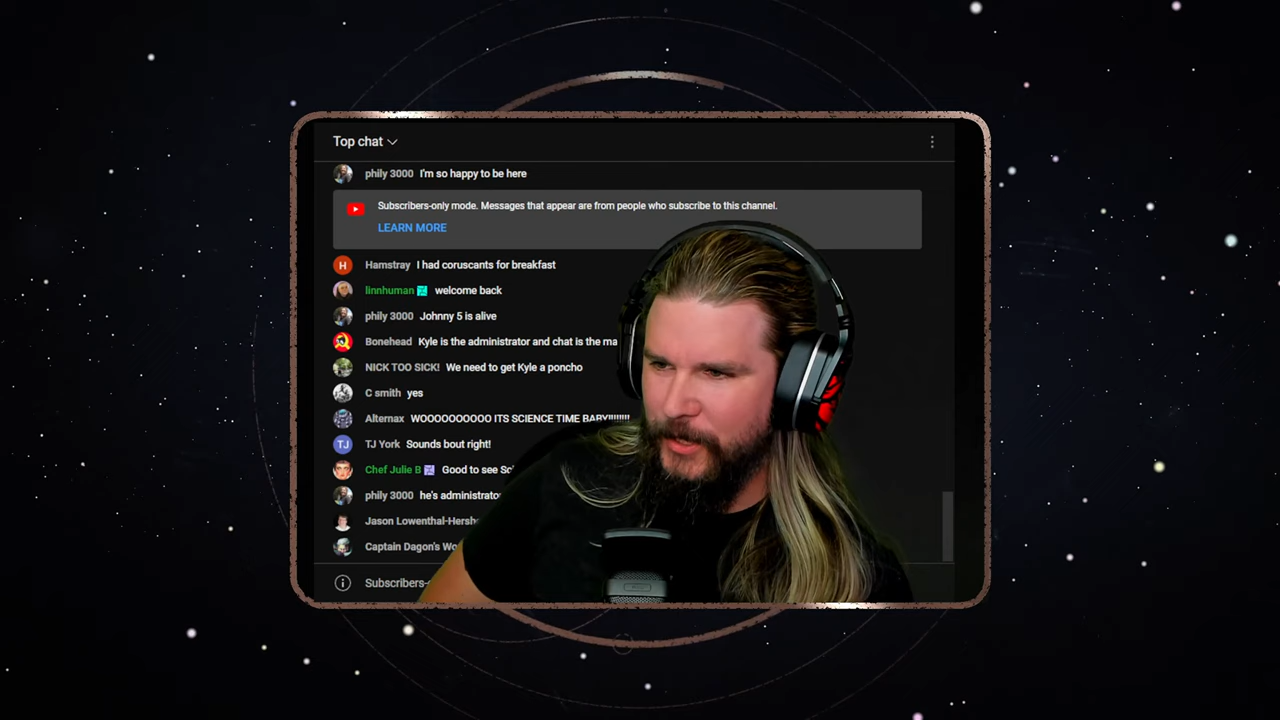 Top chat
phily 3000 I'm so happy to be here
Subscribers-only mode. Messages that appear are from people who subscribe to this channel.
LEARN MORE
H Hamstray I had coruscants for breakfast
linnhuman welcome back
phily 3000 Johnny 5 is alive
Bonehead Kyle is the administrator and chat is the ma
NICK TOO SICK! We need to get Kyle a poncho
C smith yes
Alternax WOOOOOOOOOO ITS SCIENCE TIME BABY!!!!!!!!
TJ TJ York Sounds bout right!
Chef Julie B Good to see
phily 3000 he's administrator
Jason Lowenthal-Hersh
Captain Dagon's
Subscribers-